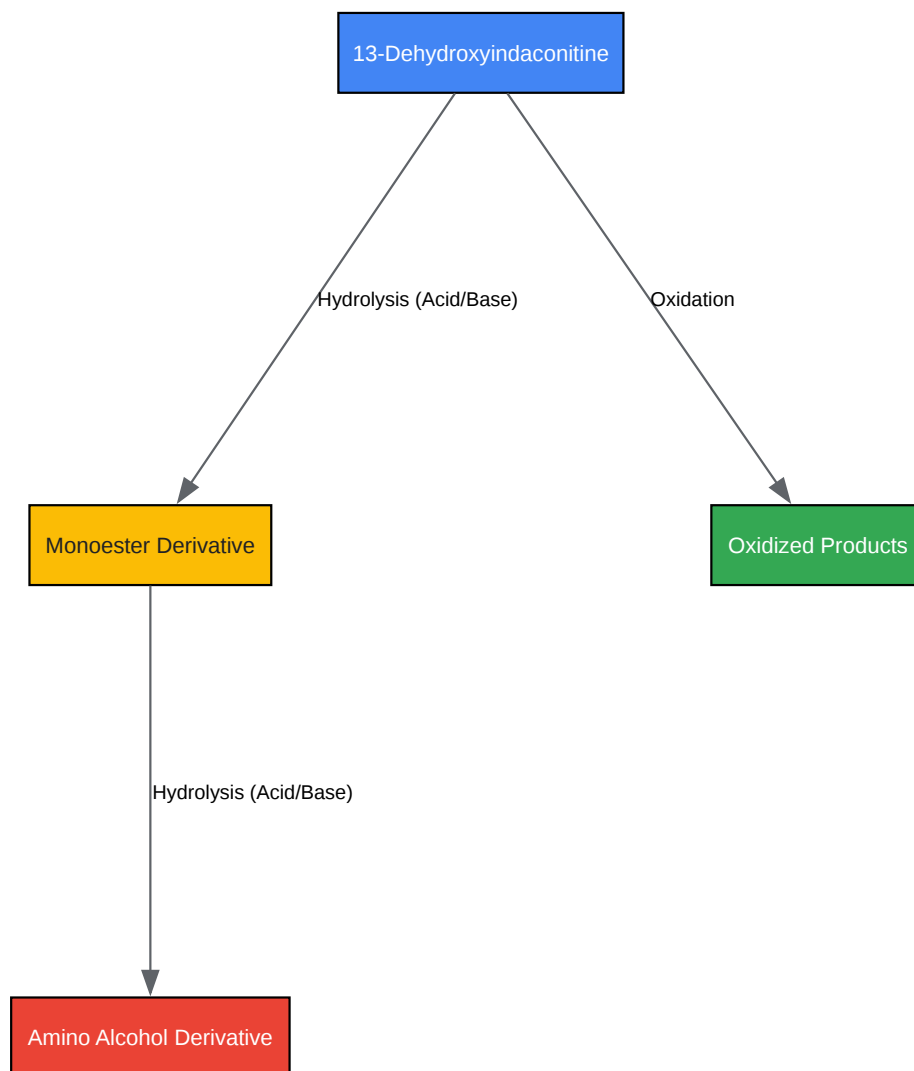 13-Dehydroxyindaconitine
Hydrolysis (Acid/Base)
Oxidation
Monoester Derivative
Oxidized Products
Hydrolysis (Acid/Base)
Amino Alcohol Derivative